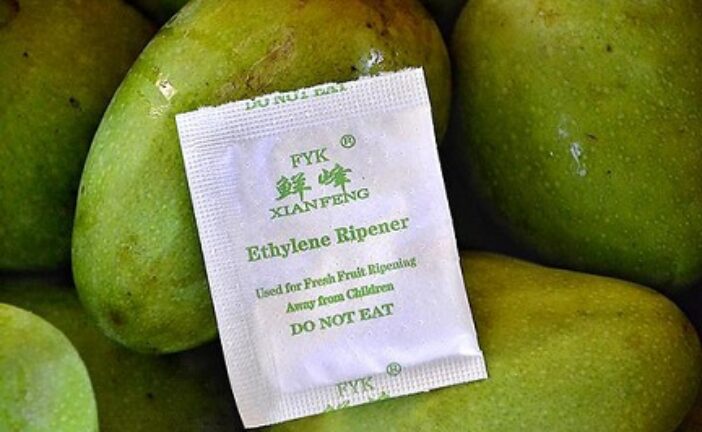 DO NOT EAT
FYK ®
鲜峰
XIANFENG
Ethylene Ripener
Used for Fresh Fruit Ripening
Away from Children
DO NOT EAT
FYK ®